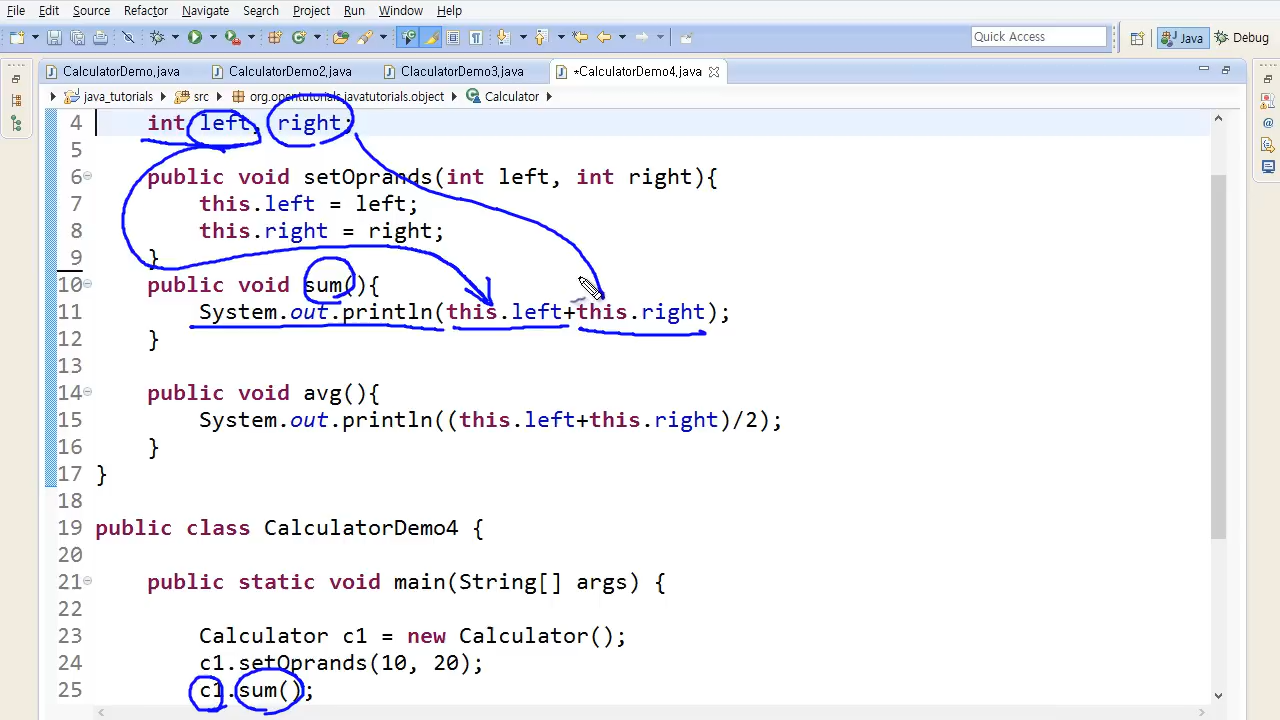 File Edit Source Refactor Navigate Search Project Run Window Help
Quick Access
Java
Debug
CalculatorDemo.java
CalculatorDemo2.java
ClaculatorDemo3.java
*CalculatorDemo4.java
java_tutorials src org.opentutorials.javatutorials.object Calculator
4 int left, right;
5
6 public void setOprands(int left, int right){
7 this.left = left;
8 this.right = right;
9 }
10 public void sum(){
11 System.out.println(this.left+this.right);
12 }
13
14 public void avg(){
15 System.out.println((this.left+this.right)/2);
16 }
17 }
18
19 public class CalculatorDemo4 {
20
21 public static void main(String[] args) {
22
23 Calculator c1 = new Calculator();
24 c1.setOprands(10, 20);
25 c1.sum();